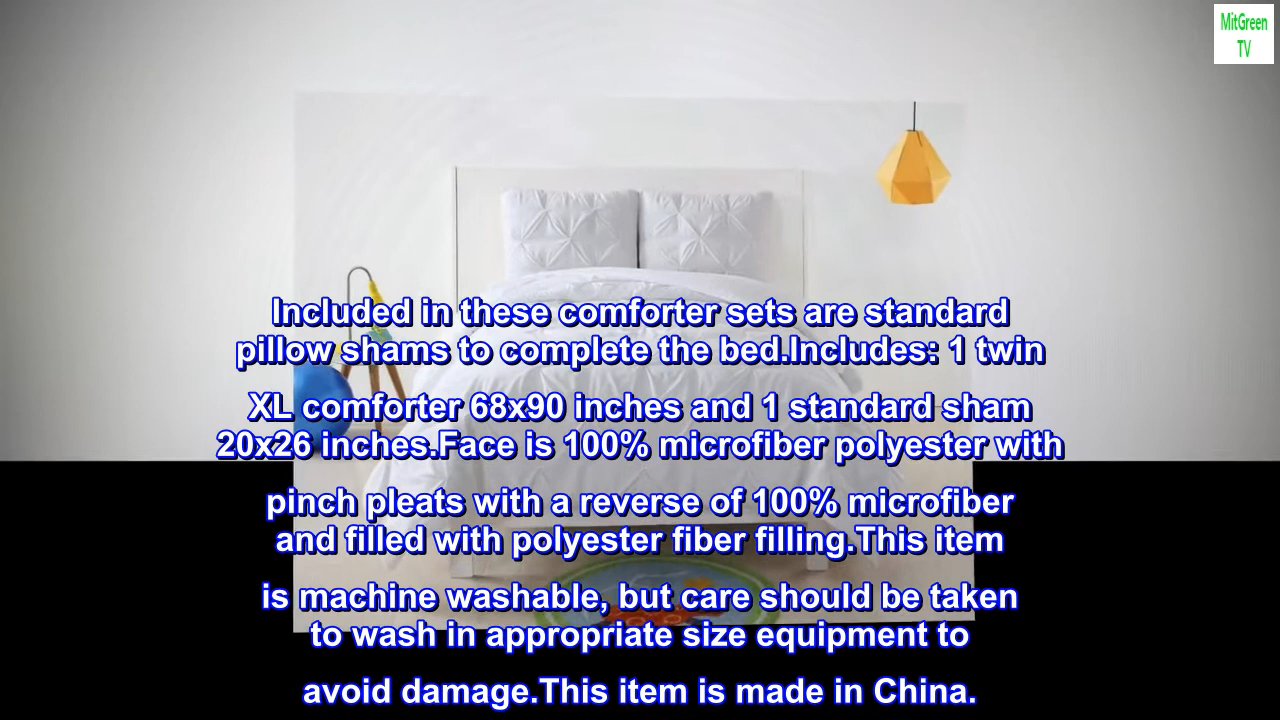 MitGreen
TV
Included in these comforter sets are standard
pillow shams to complete the bed.Includes: 1 twin
XL comforter 68x90 inches and 1 standard sham
20x26 inches.Face is 100% microfiber polyester with
pinch pleats with a reverse of 100% microfiber
and filled with polyester fiber filling.This item
is machine washable, but care should be taken
to wash in appropriate size equipment to
avoid damage.This item is made in China.